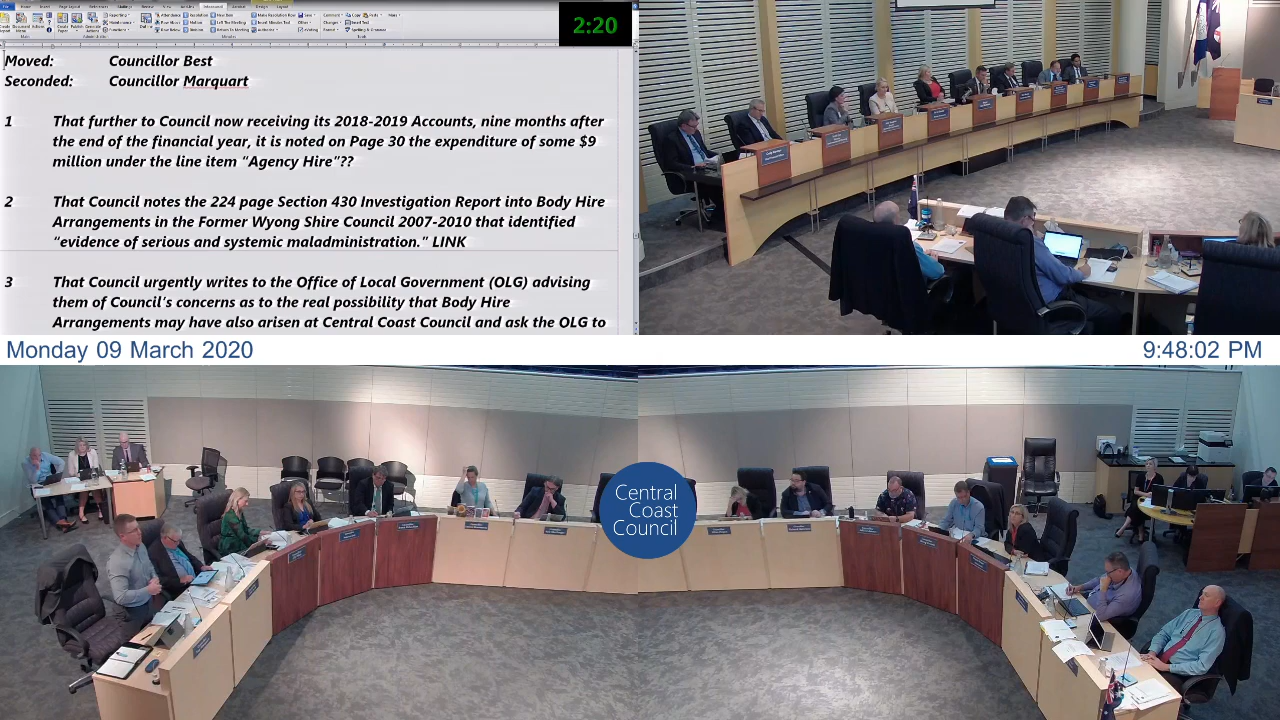 2:20
Moved: Councillor Best
Seconded: Councillor Marquart
1 That further to Council now receiving its 2018-2019 Accounts, nine months after
the end of the financial year, it is noted on Page 30 the expenditure of some $9
million under the line item "Agency Hire"??
2 That Council notes the 224 page Section 430 Investigation Report into Body Hire
Arrangements in the Former Wyong Shire Council 2007-2010 that identified
"evidence of serious and systemic maladministration." LINK
3 That Council urgently writes to the Office of Local Government (OLG) advising
them of Council's concerns as to the real possibility that Body Hire
Arrangements may have also arisen at Central Coast Council and ask the OLG to
Monday 09 March 2020
9:48:02 PM
Central
Coast
Council